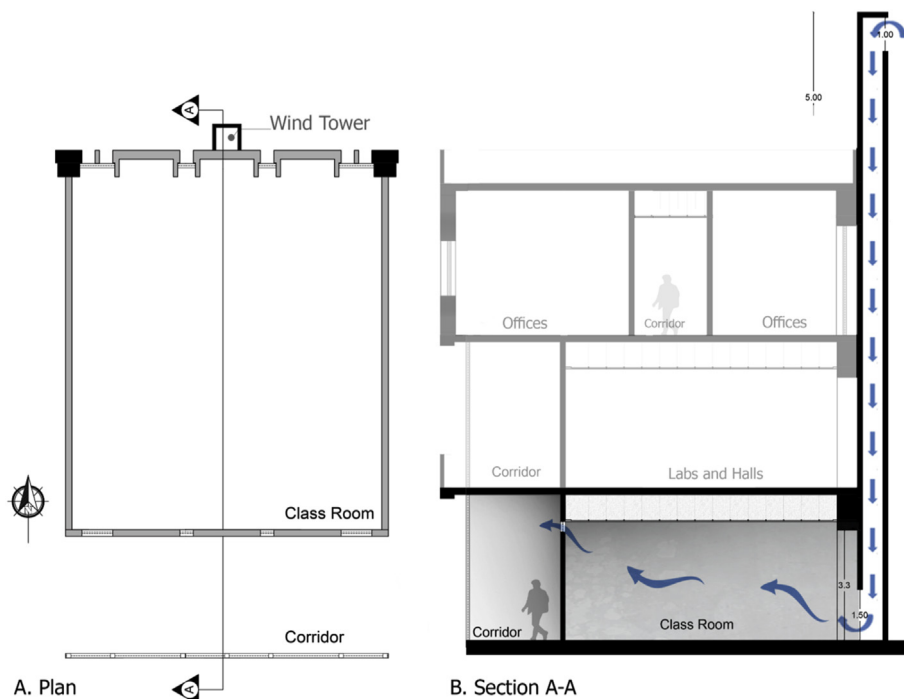 A
Wind Tower
Class Room
N
Corridor
A
A. Plan
1.00
5.00
Offices
Corridor
Offices
Corridor
Labs and Halls
3.3
1.50
Corridor
Class Room
B. Section A-A